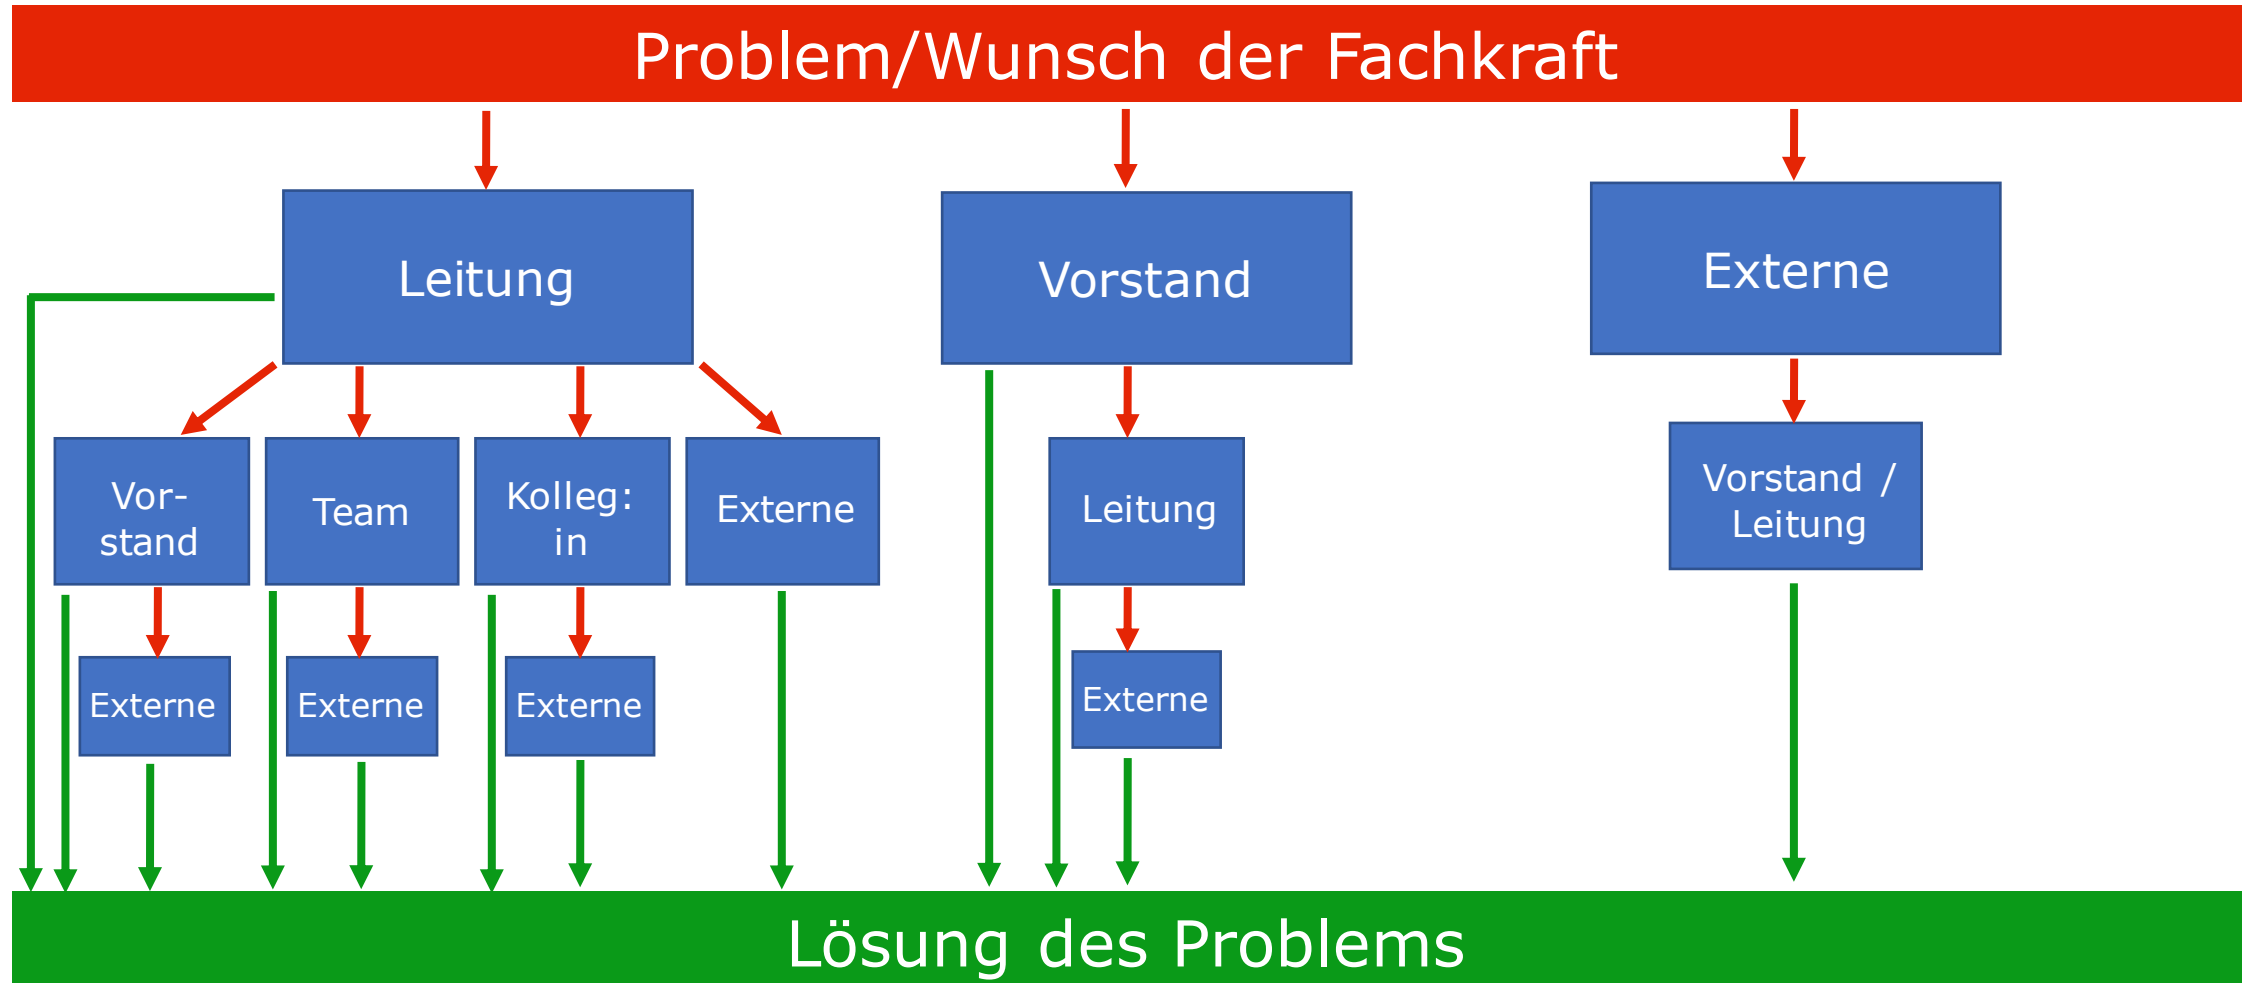 Problem/Wunsch der Fachkraft
Leitung
Vorstand
Externe
Vor-
stand
Team
Kolleg:
in
Externe
Leitung
Vorstand /
Leitung
Externe
Externe
Externe
Externe
Lösung des Problems